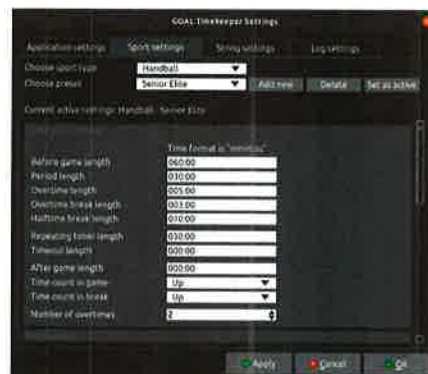 GOAL Timekeeper Settings
Application settings Sport settings String settings Log settings
Choose sport type Handball
Choose preset Senior Elite Add new Delete Set as active
Current active settings: Handball - Senior Elite
Time format is "mmm:ss"
Before game length 060:00
Period length 030:00
Overtime length 005:00
Overtime break length 003:00
Halftime break length 010:00
Repeating timer length 030:00
Timeout length 000:00
After game length 000:00
Time count in game Up
Time count in break Up
Number of overtimes 2
Apply Cancel OK